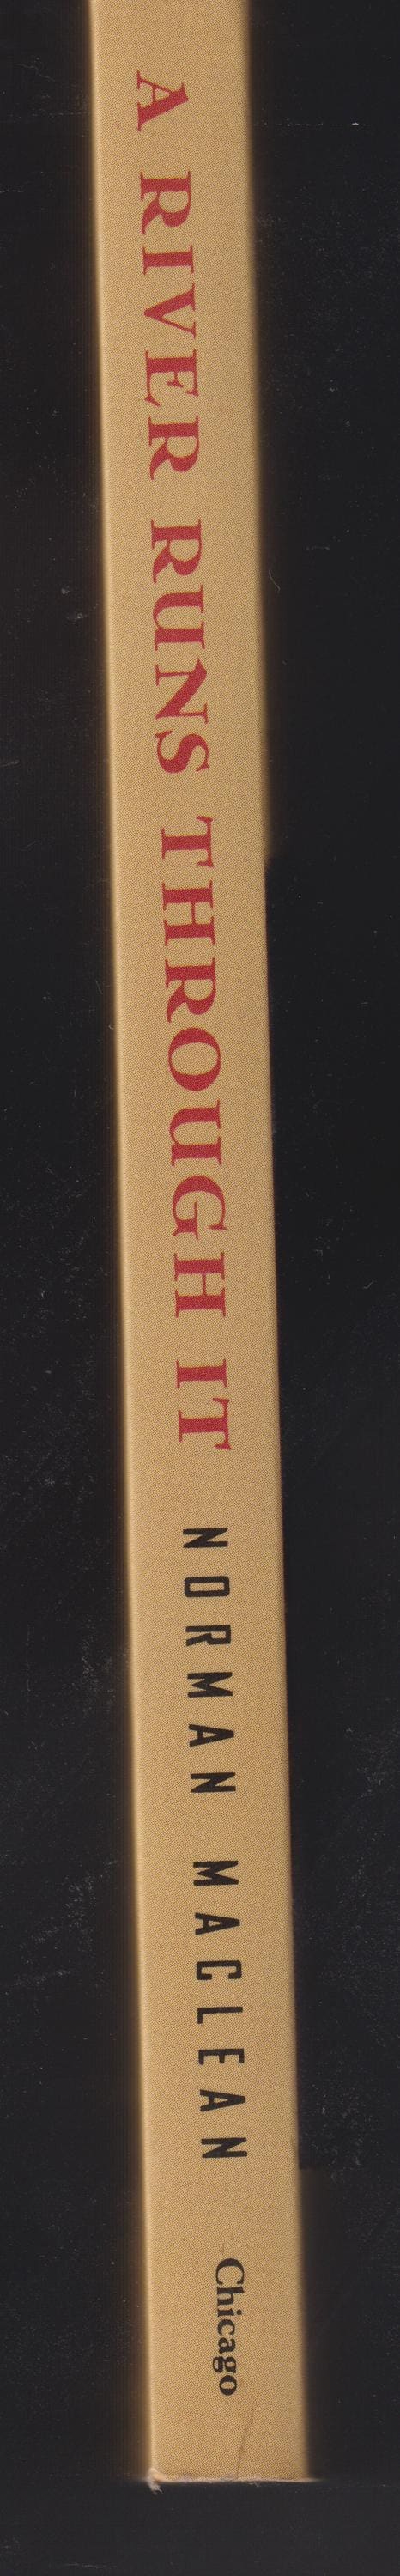 A RIVER RUNS THROUGH IT
NORMAN MACLEAN
Chicago